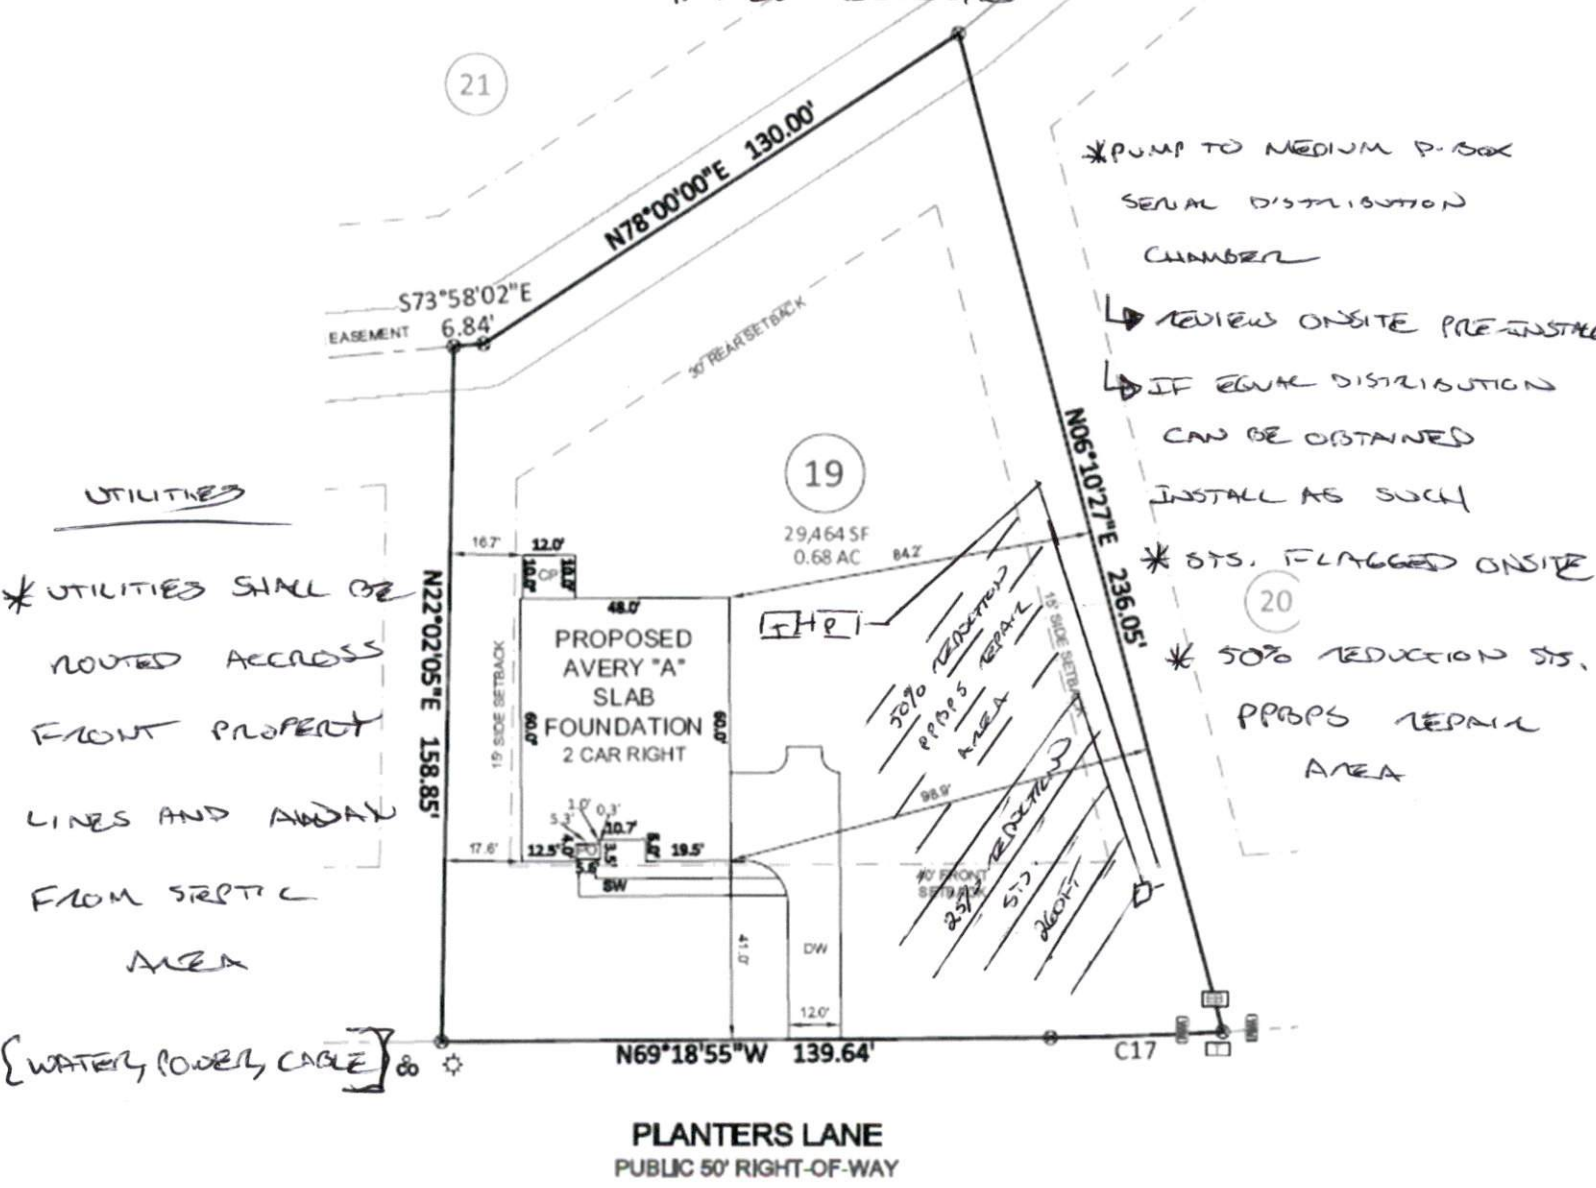 21
N78°00'00"E 130.00'
S73°58'02"E
6.84'
EASEMENT
30' REAR SETBACK
*PUMP TO MEDIUM D-BOX
SERIAL DISTRIBUTION
CHAMBER
REVIEW ONSITE PRE-INSTALL
IF EQUAL DISTRIBUTION
CAN BE OBTAINED
INSTALL AS SUCH
* STS. FLAGGED ONSITE
* 50% REDUCTION STS.
PPBPS REPAIR
AREA
19
29,464 SF
0.68 AC
84.2'
N06°10'27"E 236.05'
20
UTILITIES
* UTILITIES SHALL BE
ROUTED ACCROSS
FRONT PROPERTY
LINES AND AWAY
FROM SEPTIC
AREA
{WATER, POWER, CABLE}
N22°02'05"E 158.85'
16.7'
12.0'
10.0'
CP
10.0'
48.0'
PROPOSED
AVERY "A"
SLAB
FOUNDATION
2 CAR RIGHT
60.0'
60.0'
15' SIDE SETBACK
T P
50% REDUCTION
PPBPS REPAIR
AREA
15' SIDE SETBACK
98.9'
25% REDUCTION
STS
260FT
40' FRONT
SETBACK
17.6'
12.5'
5.3'
1.0'
0.3'
10.7'
4.0'
PO
3.5'
5.0'
19.5'
5.6'
SW
41.0'
DW
12.0'
N69°18'55"W 139.64'
C17
PLANTERS LANE
PUBLIC 50' RIGHT-OF-WAY